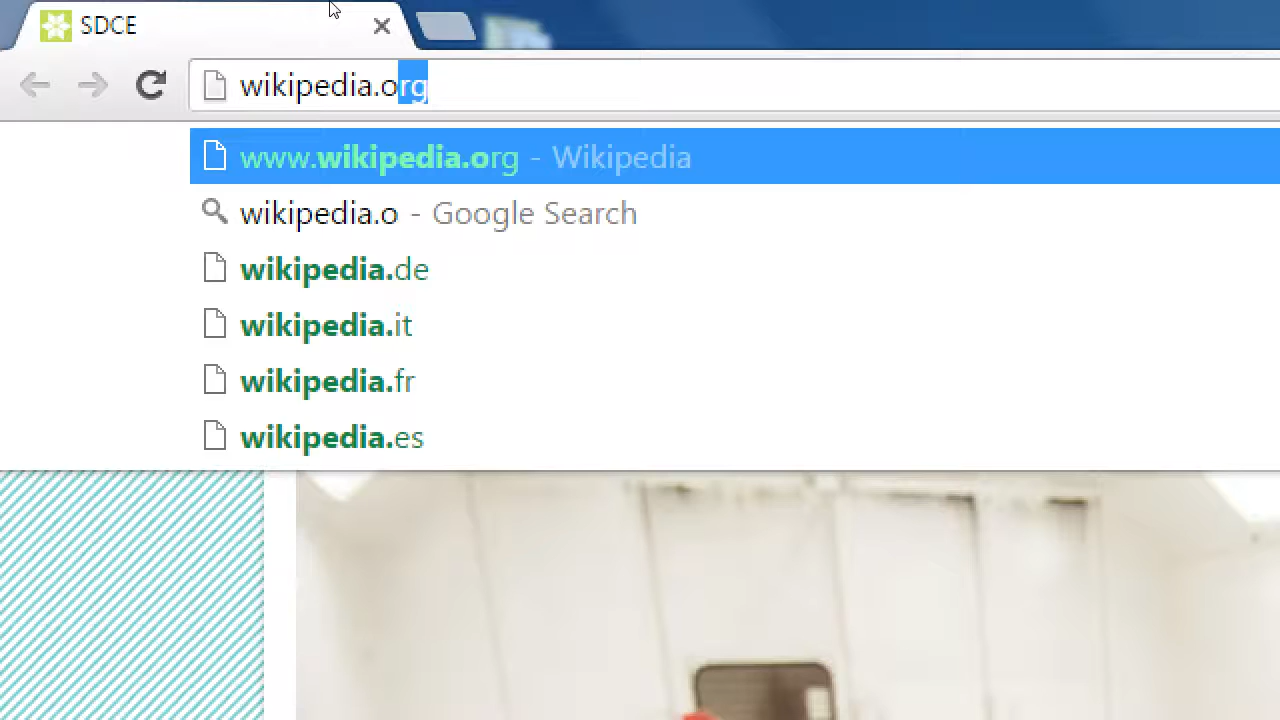 SDCE
wikipedia.org
www.wikipedia.org - Wikipedia
wikipedia.o - Google Search
wikipedia.de
wikipedia.it
wikipedia.fr
wikipedia.es